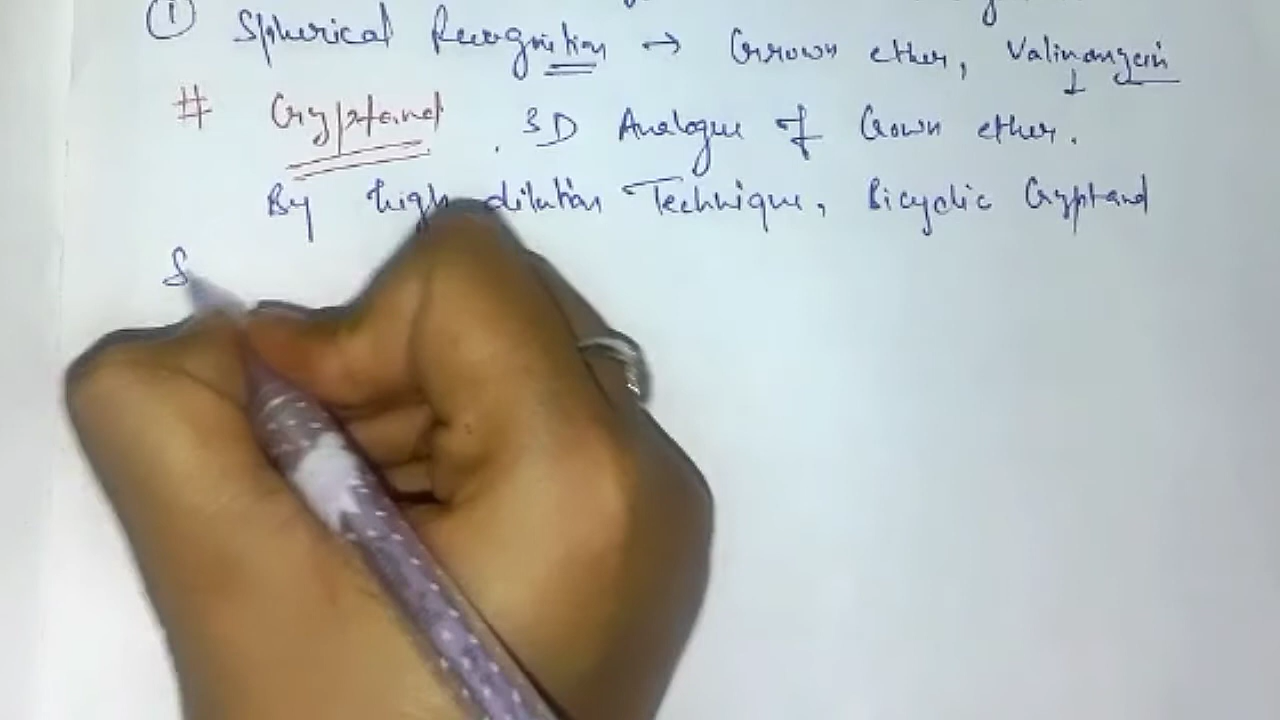 ① Spherical Recognition → Crown ether, Valinomycin ↓
# Cryptand . 3D Analogue of Crown ether.
By high dilution Technique, Bicyclic Cryptand
S